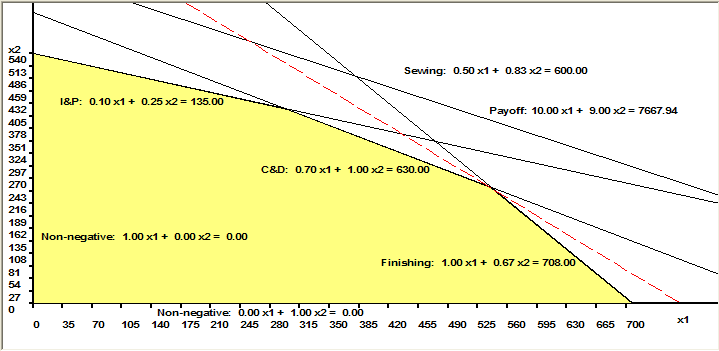 x2
540
513
486
459
432
405
378
351
324
297
270
243
216
189
162
135
108
81
54
27
0
Sewing: 0.50 x1 + 0.83 x2 = 600.00
I&P: 0.10 x1 + 0.25 x2 = 135.00
Payoff: 10.00 x1 + 9.00 x2 = 7667.94
C&D: 0.70 x1 + 1.00 x2 = 630.00
Non-negative: 1.00 x1 + 0.00 x2 = 0.00
Finishing: 1.00 x1 + 0.67 x2 = 708.00
Non-negative: 0.00 x1 + 1.00 x2 = 0.00
x1
0 35 70 105 140 175 210 245 280 315 350 385 420 455 490 525 560 595 630 665 700